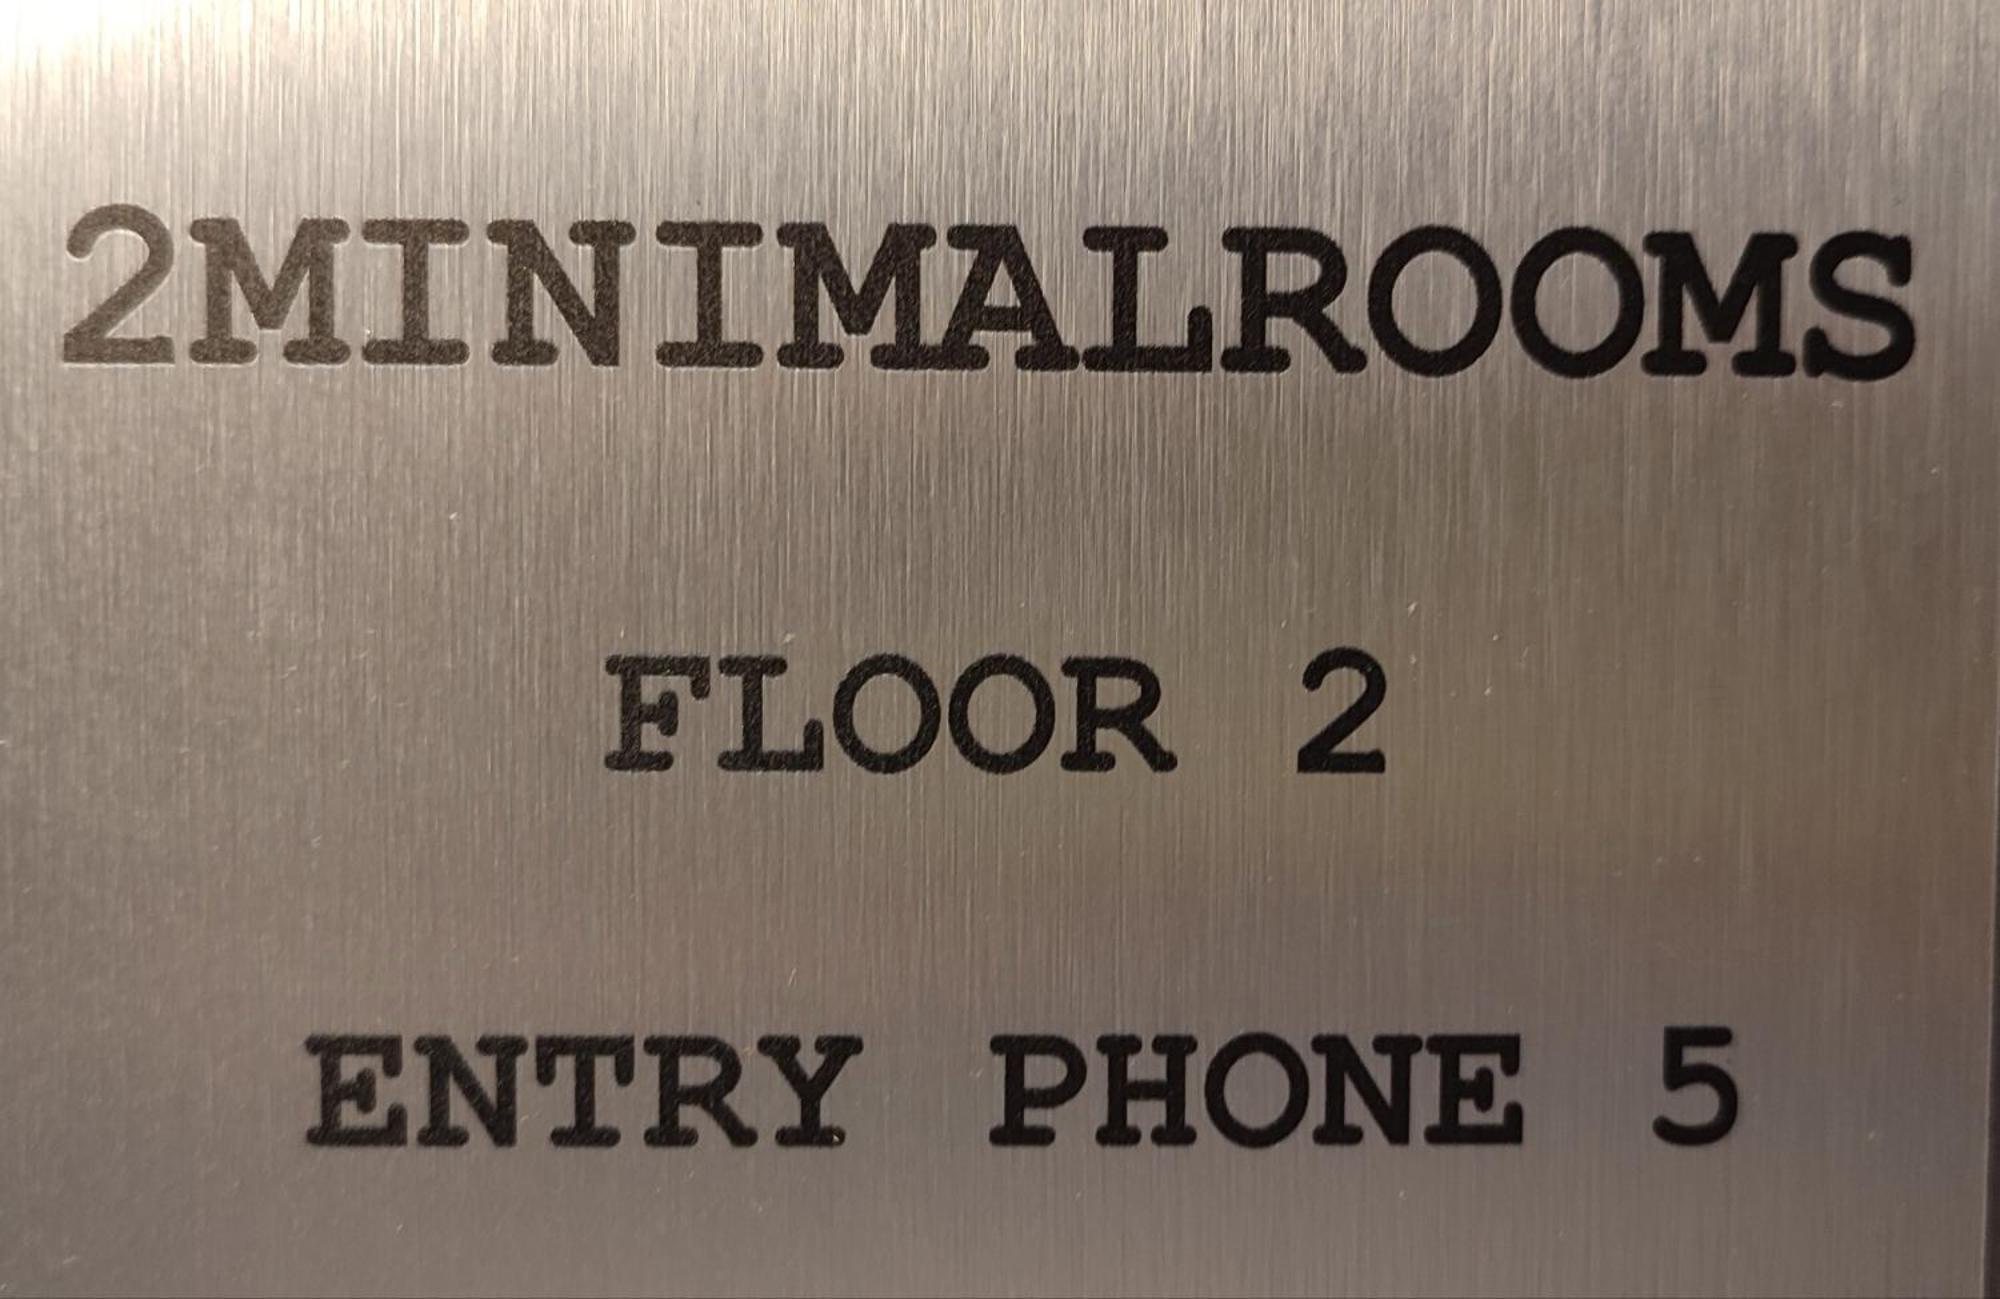 2MINIMALROOMS
FLOOR 2
ENTRY PHONE 5